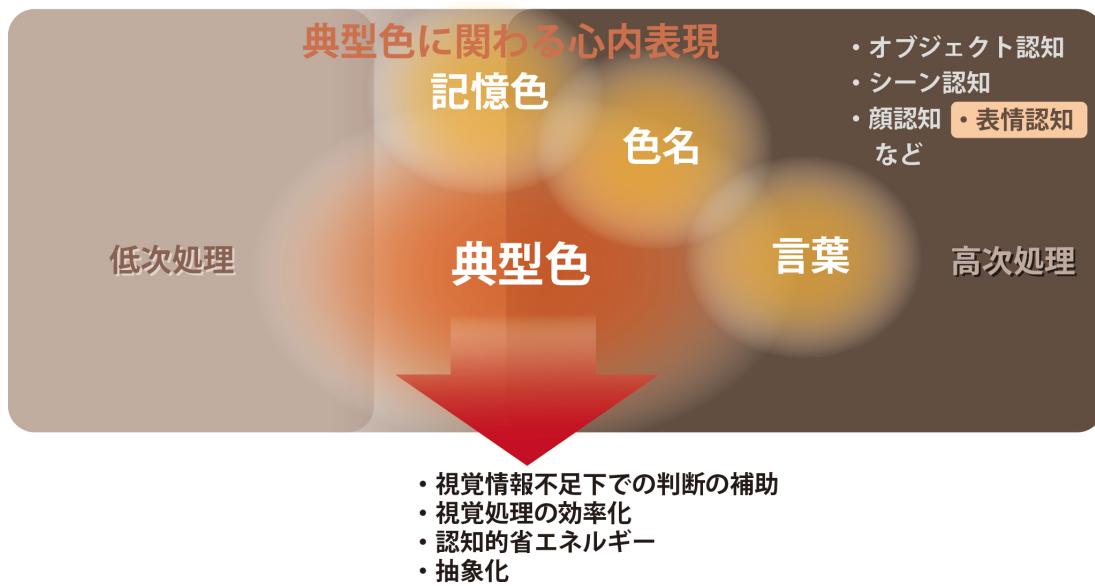 典型色に関わる心内表現
記憶色
色名
言葉
典型色
低次処理
高次処理
・オブジェクト認知
・シーン認知
・顔認知 ・表情認知
など
・視覚情報不足下での判断の補助
・視覚処理の効率化
・認知的省エネルギー
・抽象化